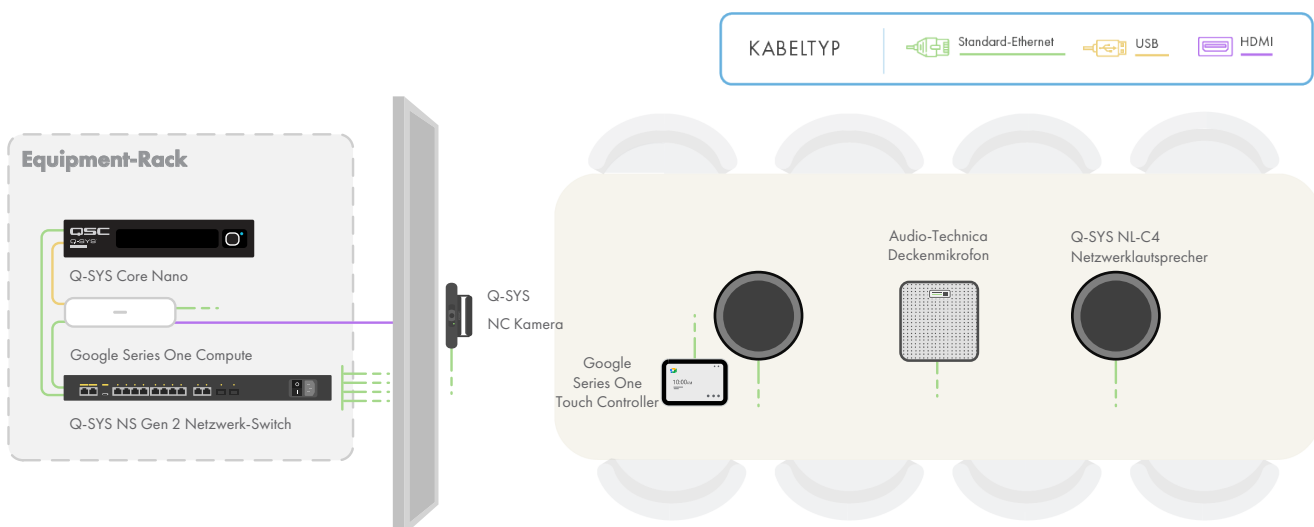 KABELTYP
Standard-Ethernet
USB
HDMI
Equipment-Rack
QSC
Q-SYS
Q-SYS Core Nano
Google Series One Compute
Q-SYS NS Gen 2 Netzwerk-Switch
Q-SYS
NC Kamera
Google
Series One
Touch Controller
10:00
Audio-Technica
Deckenmikrofon
Q-SYS NL-C4
Netzwerklautsprecher